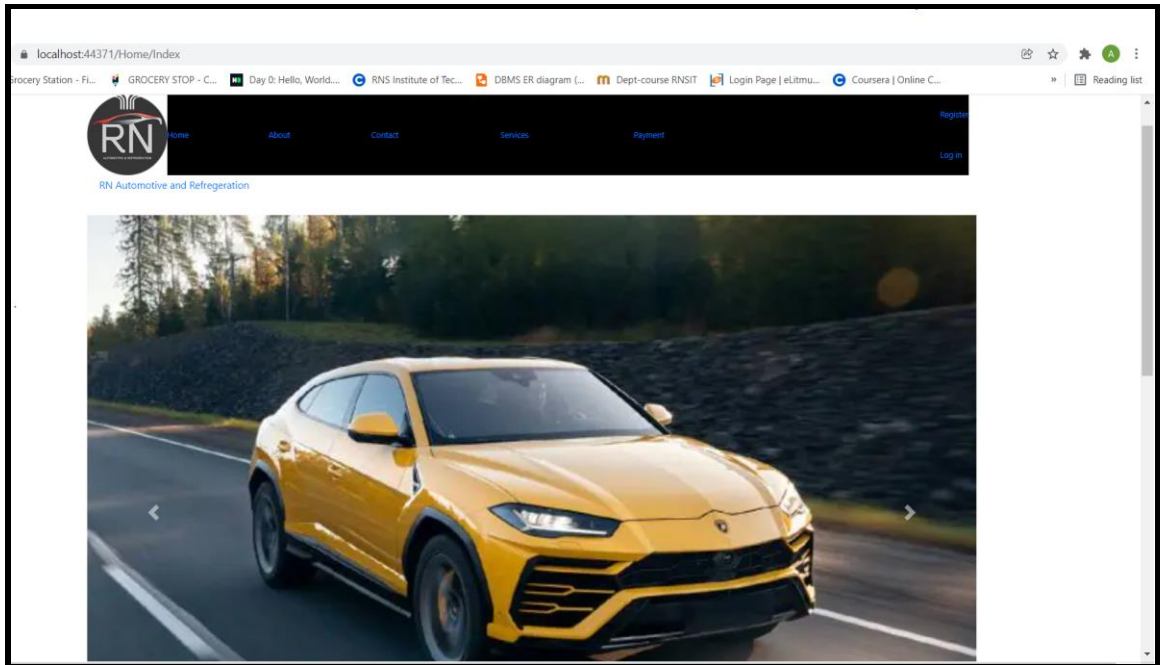 localhost:44371/Home/Index
Grocery Station - Fi... GROCERY STOP - C... Day 0: Hello, World.... RNS Institute of Tec... DBMS ER diagram (... Dept-course RNSIT Login Page | eLitmu... Coursera | Online C... » Reading list
A
RN
Register
Home About Contact Services Payment
Log in
RN Automotive and Refregeration